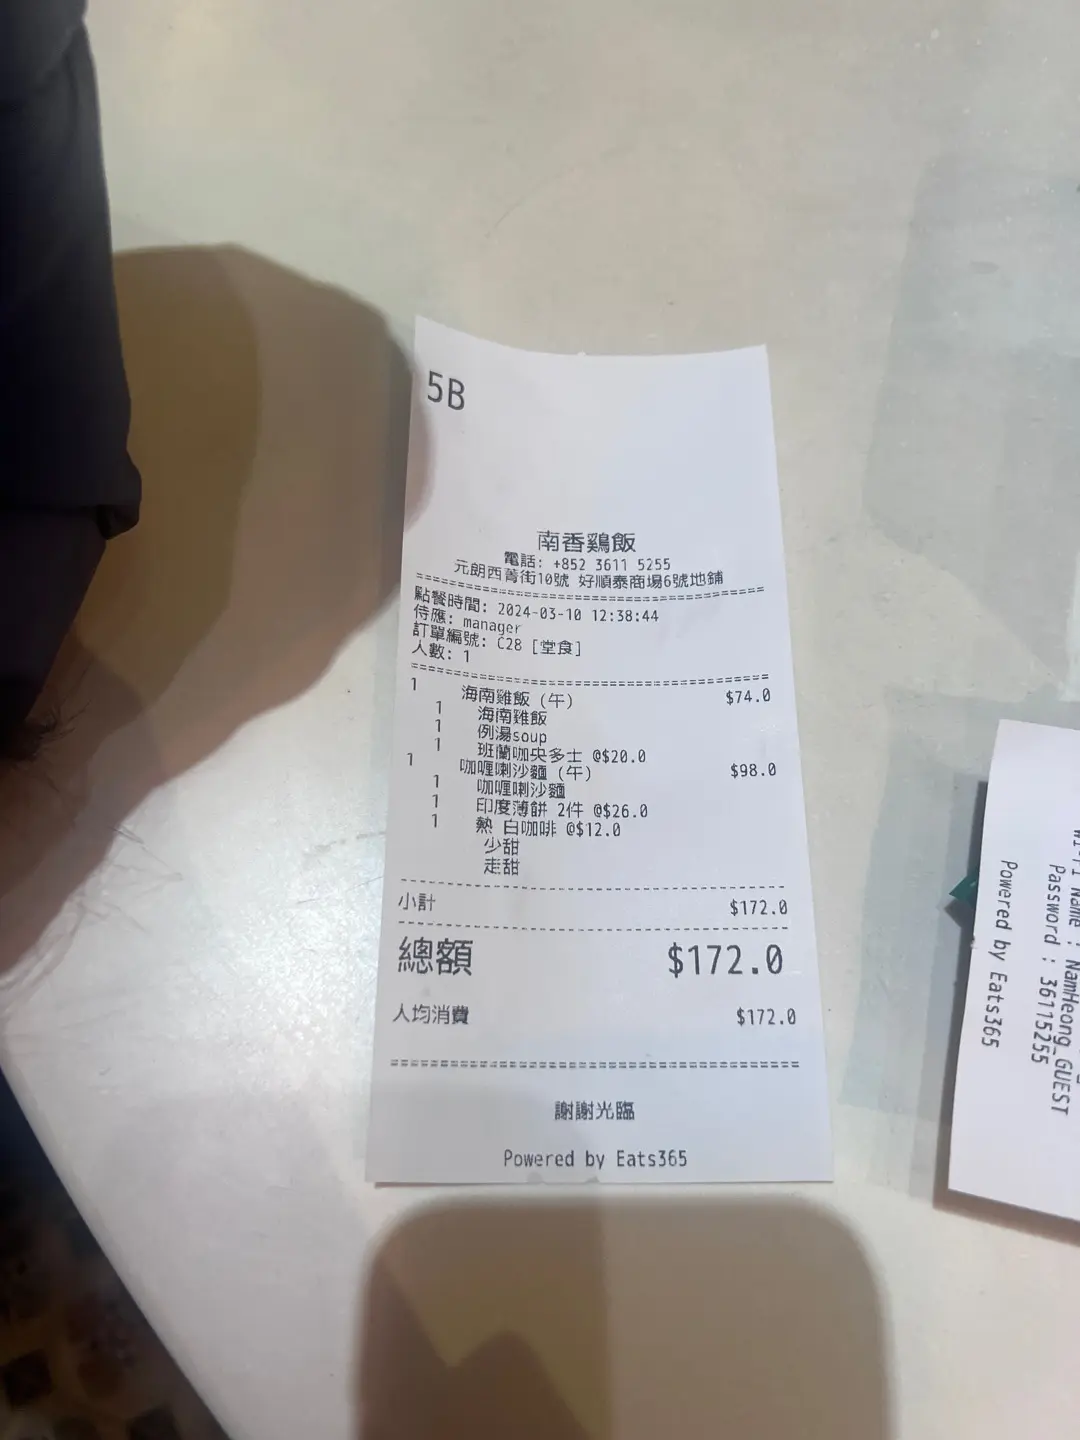 5B
南香鷄飯
電話: +852 3611 5255
元朗西菁街10號 好順泰商場6號地鋪
點餐時間: 2024-03-10 12:38:44
侍應: manager
訂單編號: C28 [堂食]
人數: 1
1 海南雞飯 (午) $74.0
1 海南雞飯
1 例湯soup
1 班蘭咖央多士 @$20.0
1 咖喱喇沙麵 (午) $98.0
1 咖喱喇沙麵
1 印度薄餅 2件 @$26.0
1 熱 白咖啡 @$12.0
少甜
走甜
小計 $172.0
總額 $172.0
人均消費 $172.0
謝謝光臨
Powered by Eats365
Wi-Fi Name : NamHeong_GUEST
Password : 36115255
Powered by Eats365